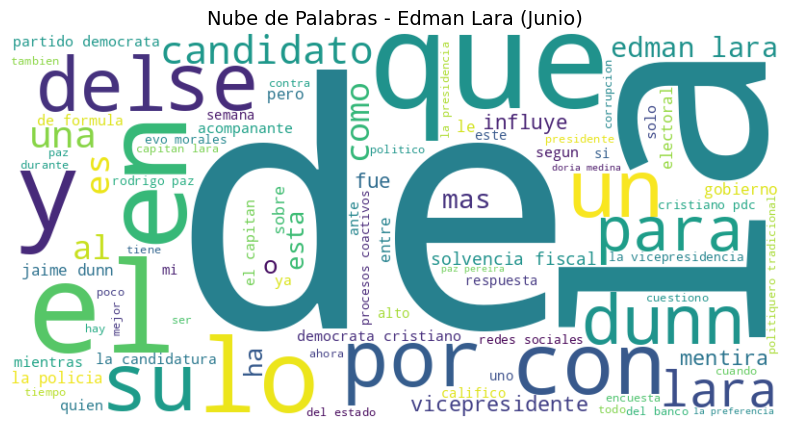 Nube de Palabras - Edman Lara (Junio)
partido democrata
candidato
que
edman lara
tambien
delse
de formula
una
semana
contra
pero
como
la presidencia
le
este
influye
corrupcion
solo
electoral
a
la
acompanante
evo morales
capitan lara
politico
segun
si
presidente
paz
durante
es
en
y
rodrigo paz
de
fue
mas
doria medina
un
gobierno
cristiano pdc
al
tiene
el capitan
sobre
esta
ante
entre
procesos coactivos
para
politiquero tradicional
jaime dunn
mi
o
ya
solvencia fiscal
paz pereira
respuesta
la vicepresidencia
el
poco
mejor
ser
hay
alto
cuestiono
dunn
mientras
la candidatura
ha
democrata cristiano
ahora
por
redes sociales
con
mentira
la policia
tiempo
su
lo
uno
califico
encuesta
cuando
lara
quien
del estado
vicepresidente
todo
del banco
la preferencia